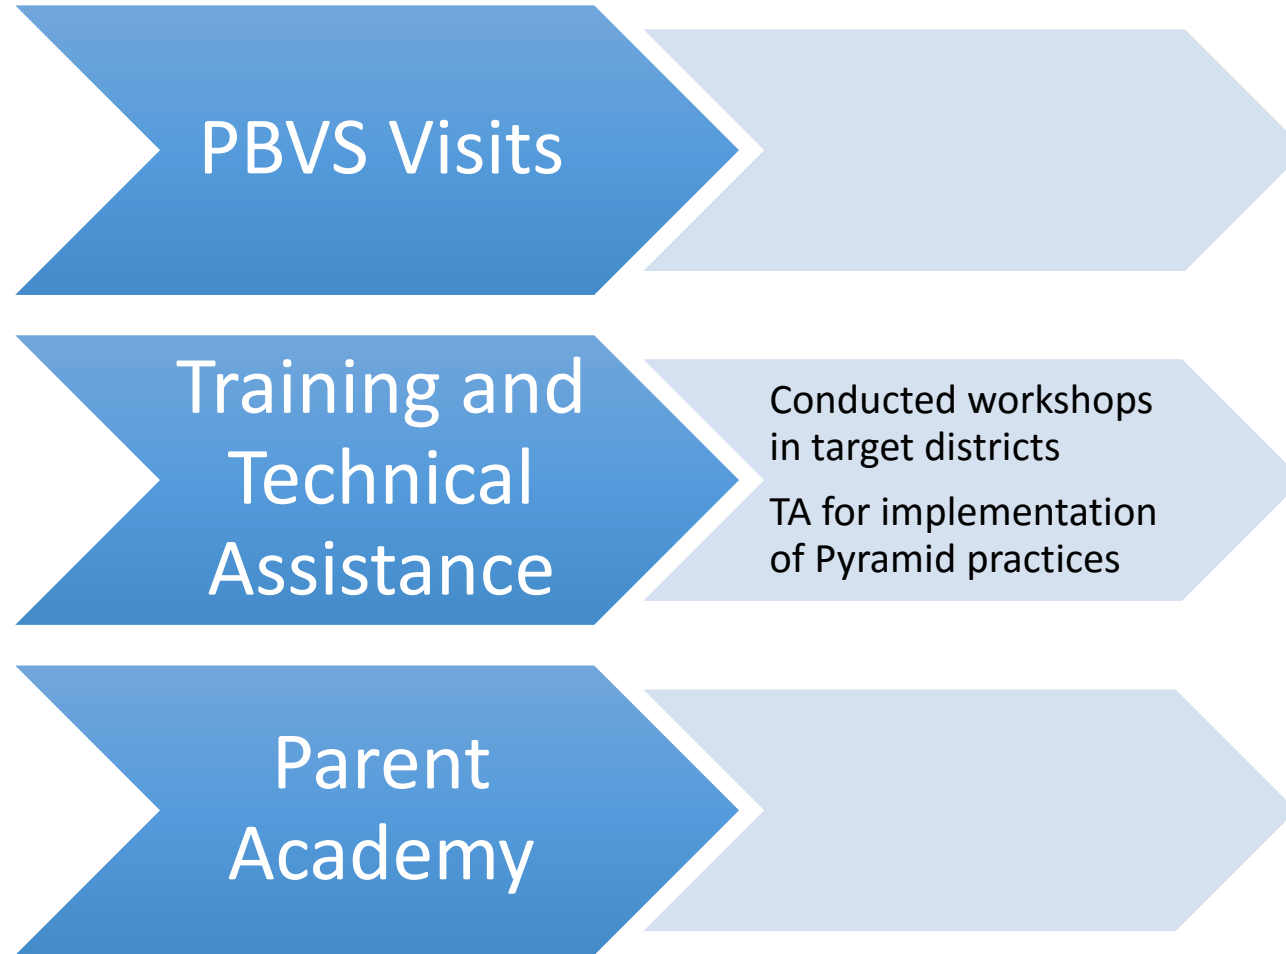 PBVS Visits
Training and
Technical
Assistance
Conducted workshops
in target districts
TA for implementation
of Pyramid practices
Parent
Academy